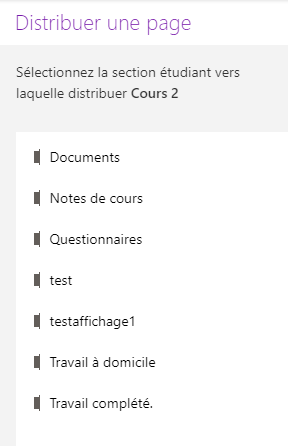 Distribuer une page
Sélectionnez la section étudiant vers
laquelle distribuer Cours 2
Documents
Notes de cours
Questionnaires
test
testaffichage1
Travail à domicile
Travail complété.